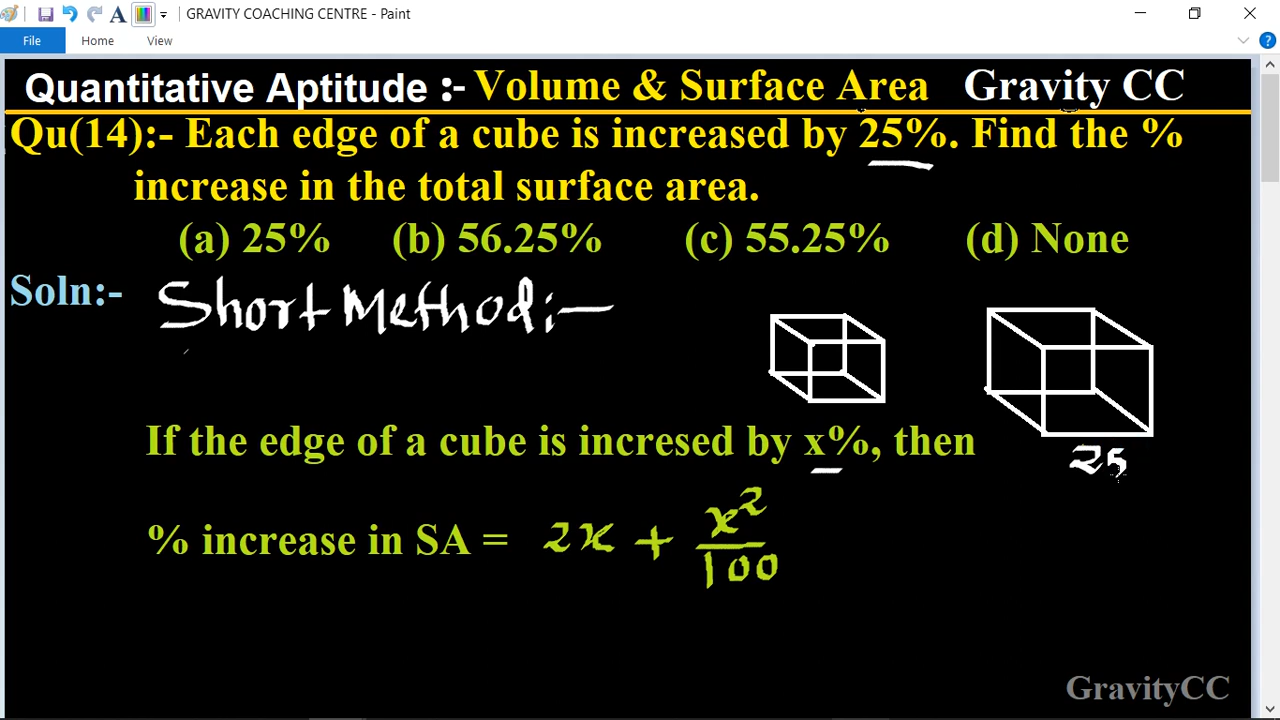 GRAVITY COACHING CENTRE - Paint
File Home View
Quantitative Aptitude :- Volume & Surface Area Gravity CC
Qu(14):- Each edge of a cube is increased by 25%. Find the %
increase in the total surface area.
(a) 25% (b) 56.25% (c) 55.25% (d) None
Soln:- Short Method:-
If the edge of a cube is incresed by x%, then
25
% increase in SA = 2x + x²/100
GravityCC